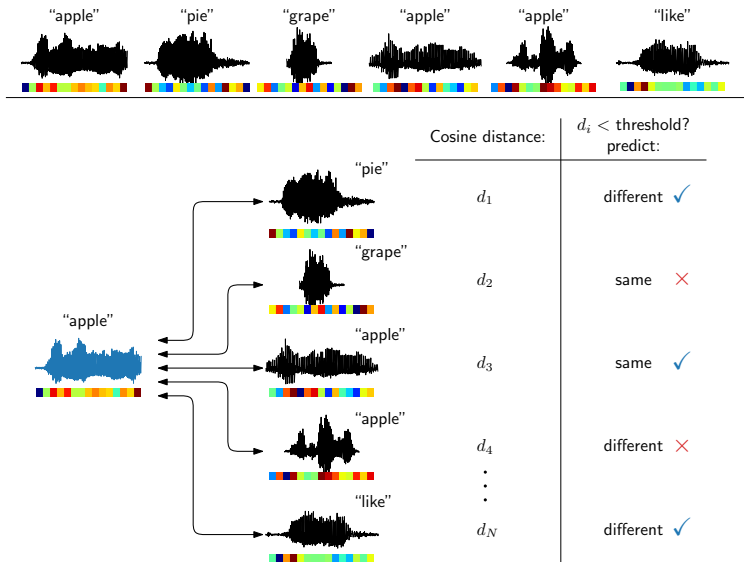 “apple” “pie” “grape” “apple” “apple” “like”
Cosine distance: d_i < threshold?
predict:
“pie”
d_1 different ✓
“grape”
d_2 same ×
“apple”
“apple”
d_3 same ✓
“apple”
d_4 different ×
⋮
“like”
d_N different ✓